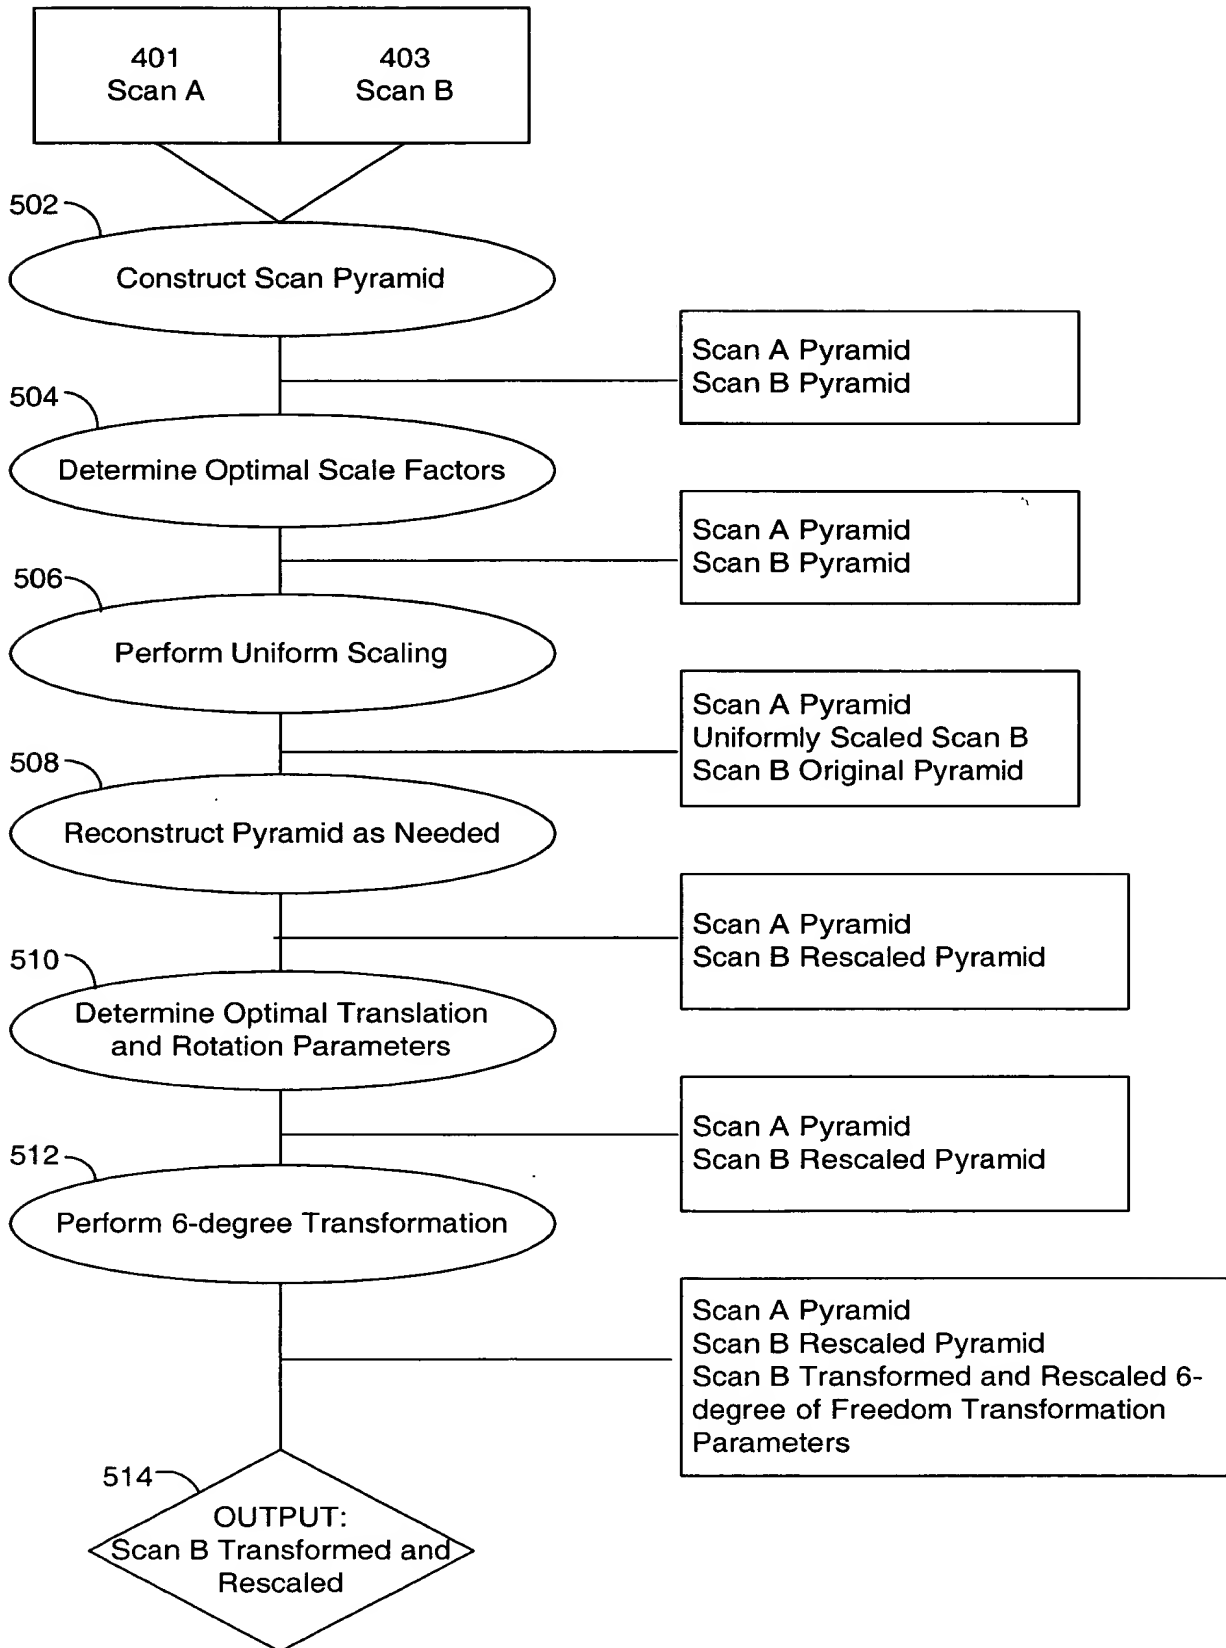 401
Scan A
403
Scan B
502
Construct Scan Pyramid
Scan A Pyramid
Scan B Pyramid
504
Determine Optimal Scale Factors
Scan A Pyramid
Scan B Pyramid
506
Perform Uniform Scaling
Scan A Pyramid
Uniformly Scaled Scan B
Scan B Original Pyramid
508
Reconstruct Pyramid as Needed
Scan A Pyramid
Scan B Rescaled Pyramid
510
Determine Optimal Translation
and Rotation Parameters
Scan A Pyramid
Scan B Rescaled Pyramid
512
Perform 6-degree Transformation
Scan A Pyramid
Scan B Rescaled Pyramid
Scan B Transformed and Rescaled 6-
degree of Freedom Transformation
Parameters
514
OUTPUT:
Scan B Transformed and
Rescaled